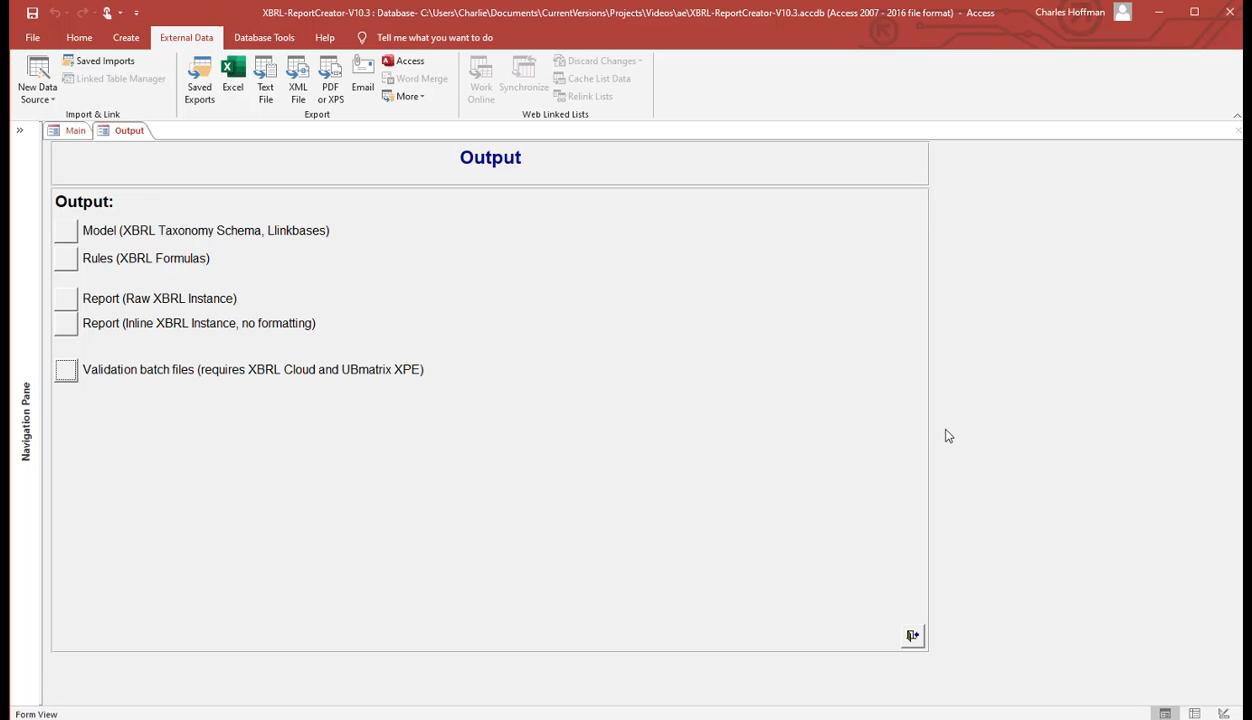 XBRL-ReportCreator-V10.3 : Database- C:\Users\Charlie\Documents\CurrentVersions\Projects\Videos\ae\XBRL-ReportCreator-V10.3.accdb (Access 2007 - 2016 file format) - Access
Charles Hoffman
File Home Create External Data Database Tools Help Tell me what you want to do
New Data Source
Saved Imports
Linked Table Manager
Saved Exports
Excel
Text File
XML File
PDF or XPS
Email
Access
Word Merge
More
Work Online
Synchronize
Discard Changes
Cache List Data
Relink Lists
Import & Link
Export
Web Linked Lists
Main Output
Output
Output:
Model (XBRL Taxonomy Schema, Llinkbases)
Rules (XBRL Formulas)
Report (Raw XBRL Instance)
Report (Inline XBRL Instance, no formatting)
Validation batch files (requires XBRL Cloud and UBmatrix XPE)
Navigation Pane
Form View